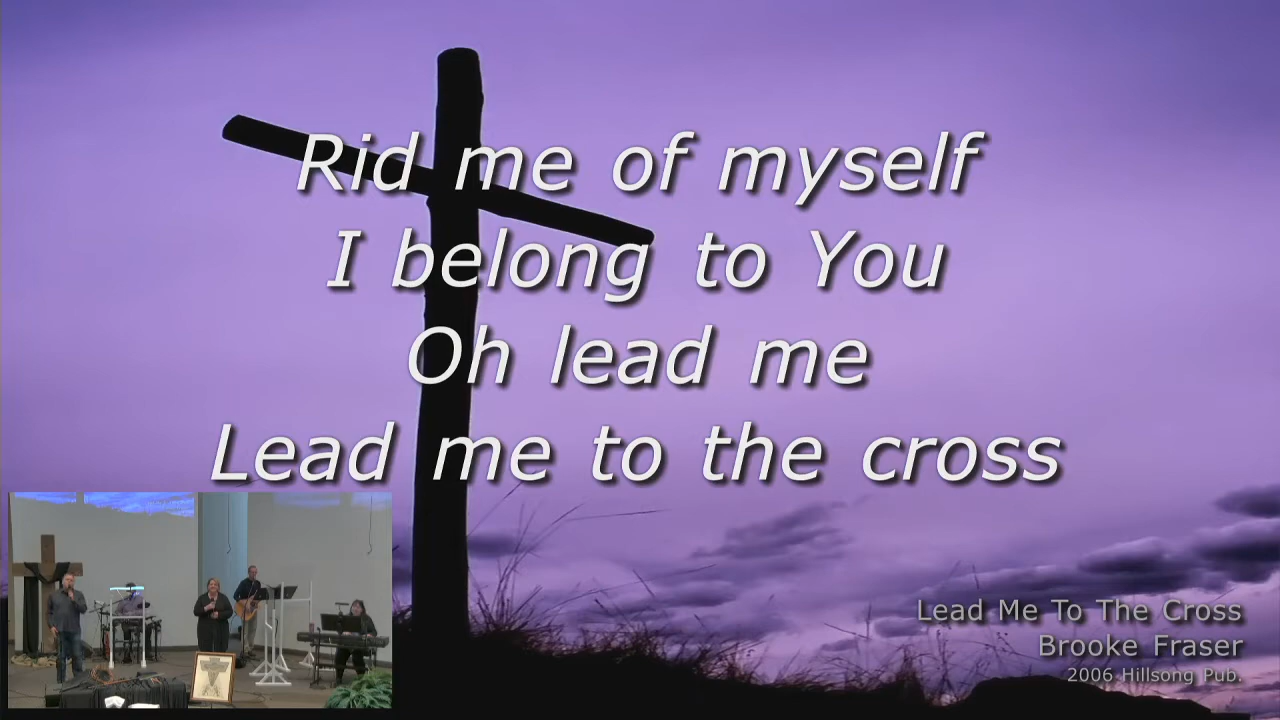 Rid me of myself
I belong to You
Oh lead me
Lead me to the cross
Lead Me To The Cross
Brooke Fraser
2006 Hillsong Pub.